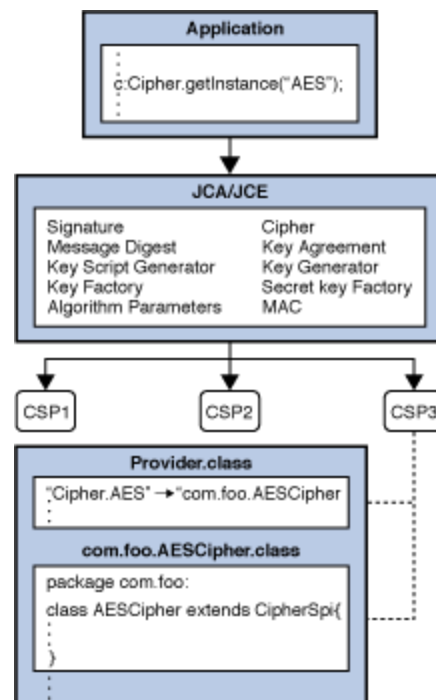 Application
c:Cipher.getInstance("AES");
JCA/JCE
Signature
Message Digest
Key Script Generator
Key Factory
Algorithm Parameters
Cipher
Key Agreement
Key Generator
Secret key Factory
MAC
CSP1
CSP2
CSP3
Provider.class
"Cipher.AES" → "com.foo.AESCipher
com.foo.AESCipher.class
package com.foo:
class AESCipher extends CipherSpi{
}